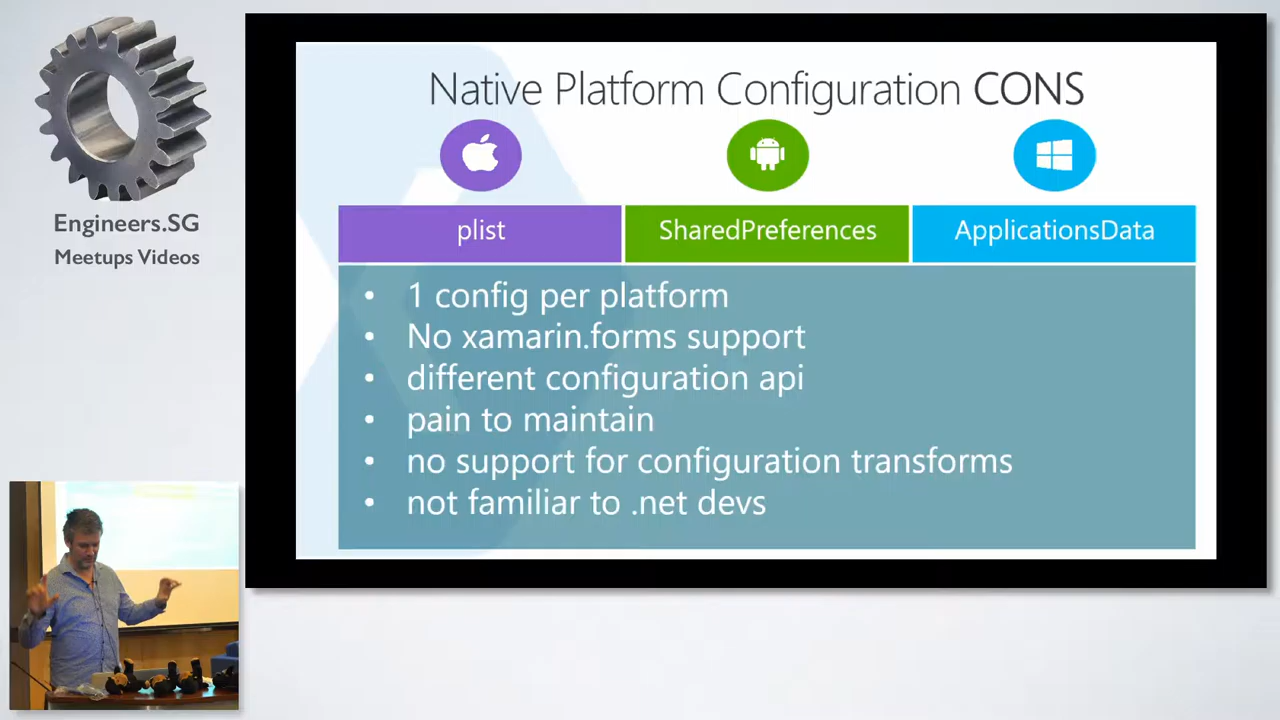 Engineers.SG
Meetups Videos
Native Platform Configuration CONS
plist
SharedPreferences
ApplicationsData
• 1 config per platform
• No xamarin.forms support
• different configuration api
• pain to maintain
• no support for configuration transforms
• not familiar to .net devs